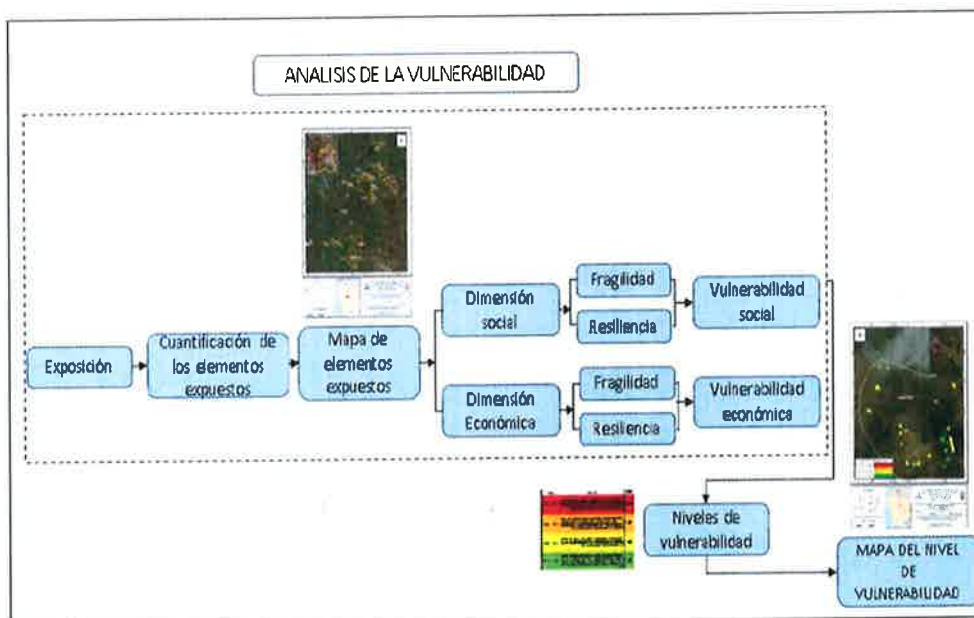 ANALISIS DE LA VULNERABILIDAD
Exposición
Cuantificación de
los elementos
expuestos
Mapa de
elementos
expuestos
Dimensión
social
Fragilidad
Resiliencia
Vulnerabilidad
social
Dimensión
Económica
Fragilidad
Resiliencia
Vulnerabilidad
económica
Niveles de
vulnerabilidad
MAPA DEL NIVEL
DE
VULNERABILIDAD